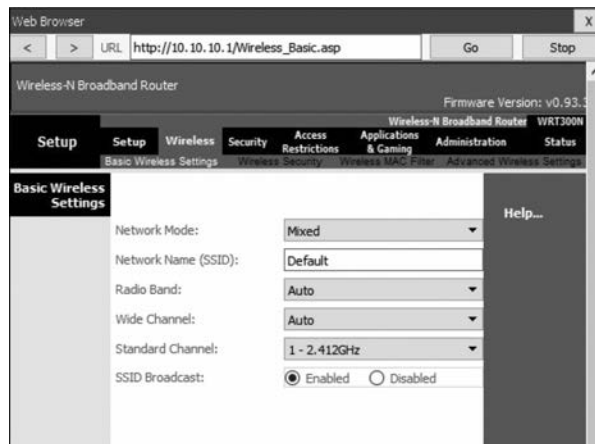 Web Browser X
< > URL http://10.10.10.1/Wireless_Basic.asp Go Stop
Wireless-N Broadband Router
Firmware Version: v0.93.3
Wireless-N Broadband Router WRT300N
Setup Setup Wireless Security Access Restrictions Applications & Gaming Administration Status
Basic Wireless Settings Wireless Security Wireless MAC Filter Advanced Wireless Settings
Basic Wireless Settings
Help...
Network Mode: Mixed
Network Name (SSID): Default
Radio Band: Auto
Wide Channel: Auto
Standard Channel: 1 - 2.412GHz
SSID Broadcast: Enabled Disabled